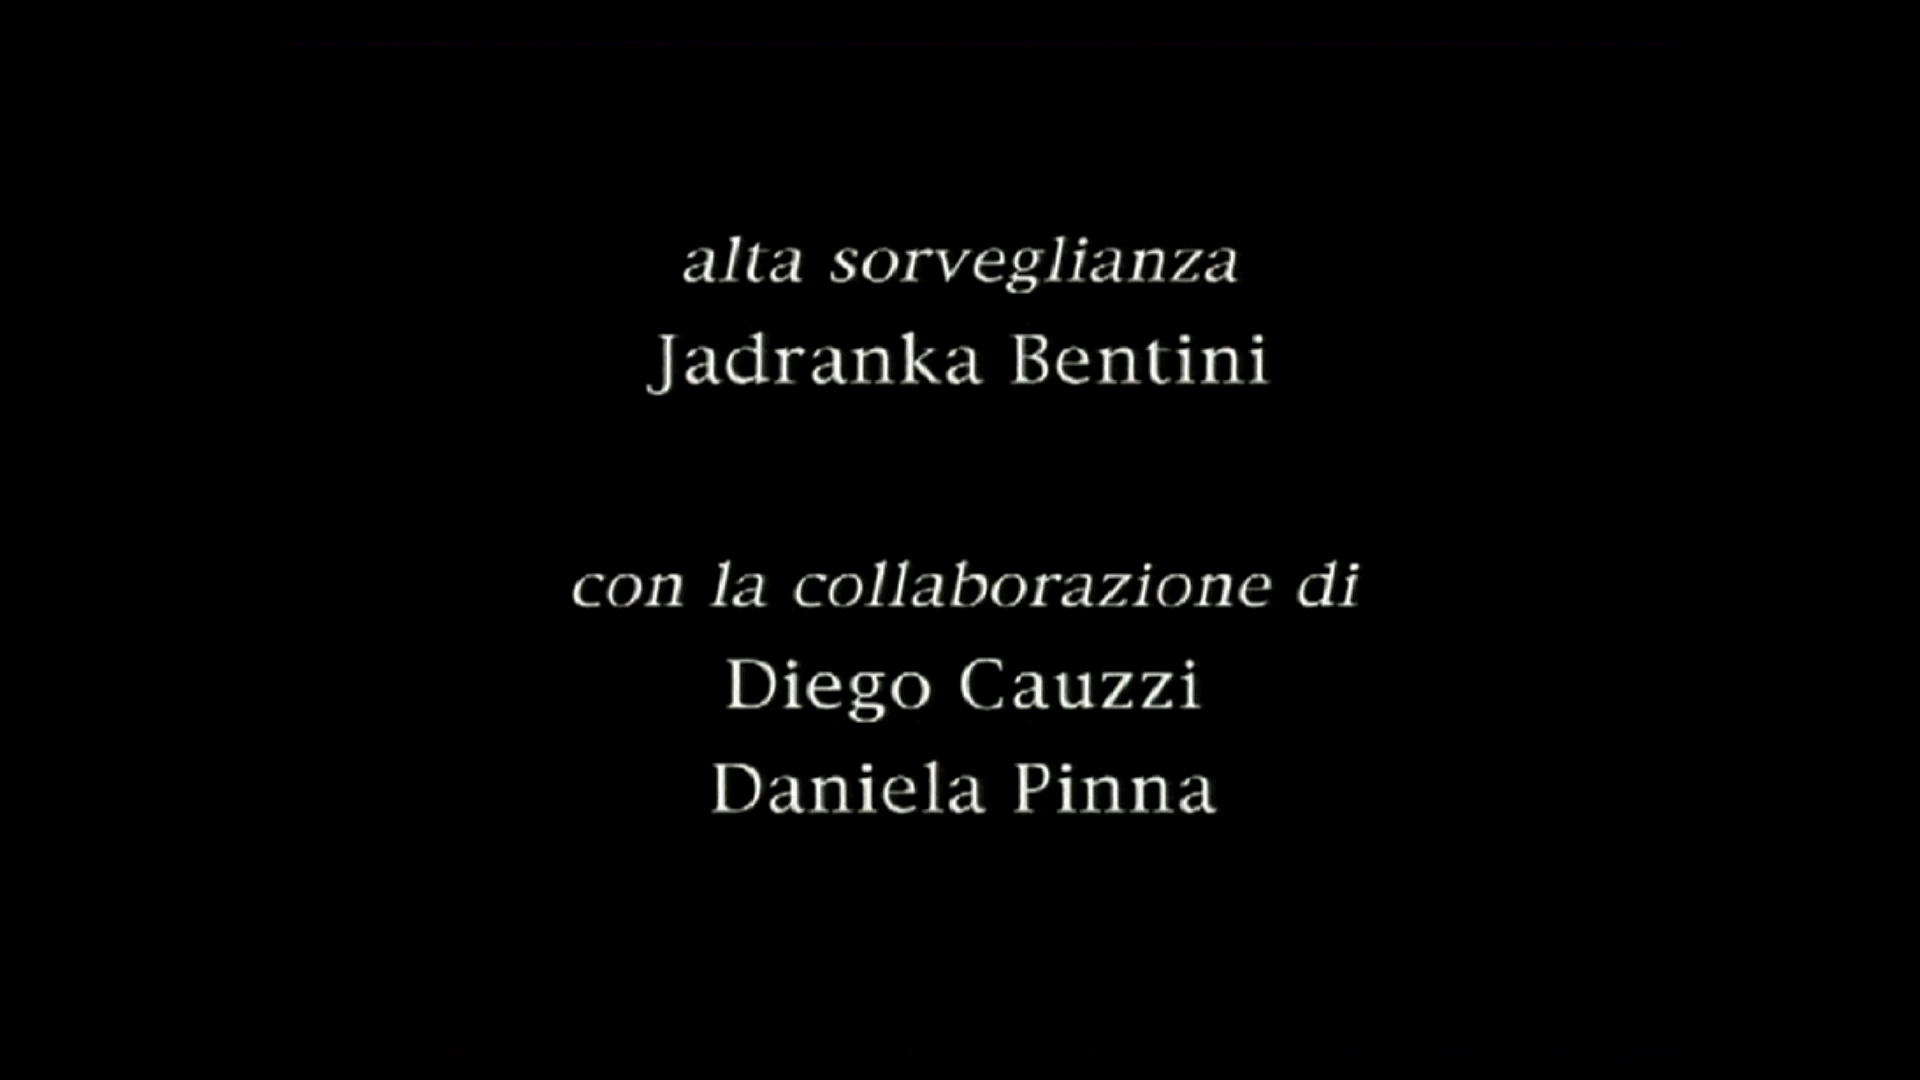 alta sorveglianza
Jadranka Bentini
con la collaborazione di
Diego Cauzzi
Daniela Pinna